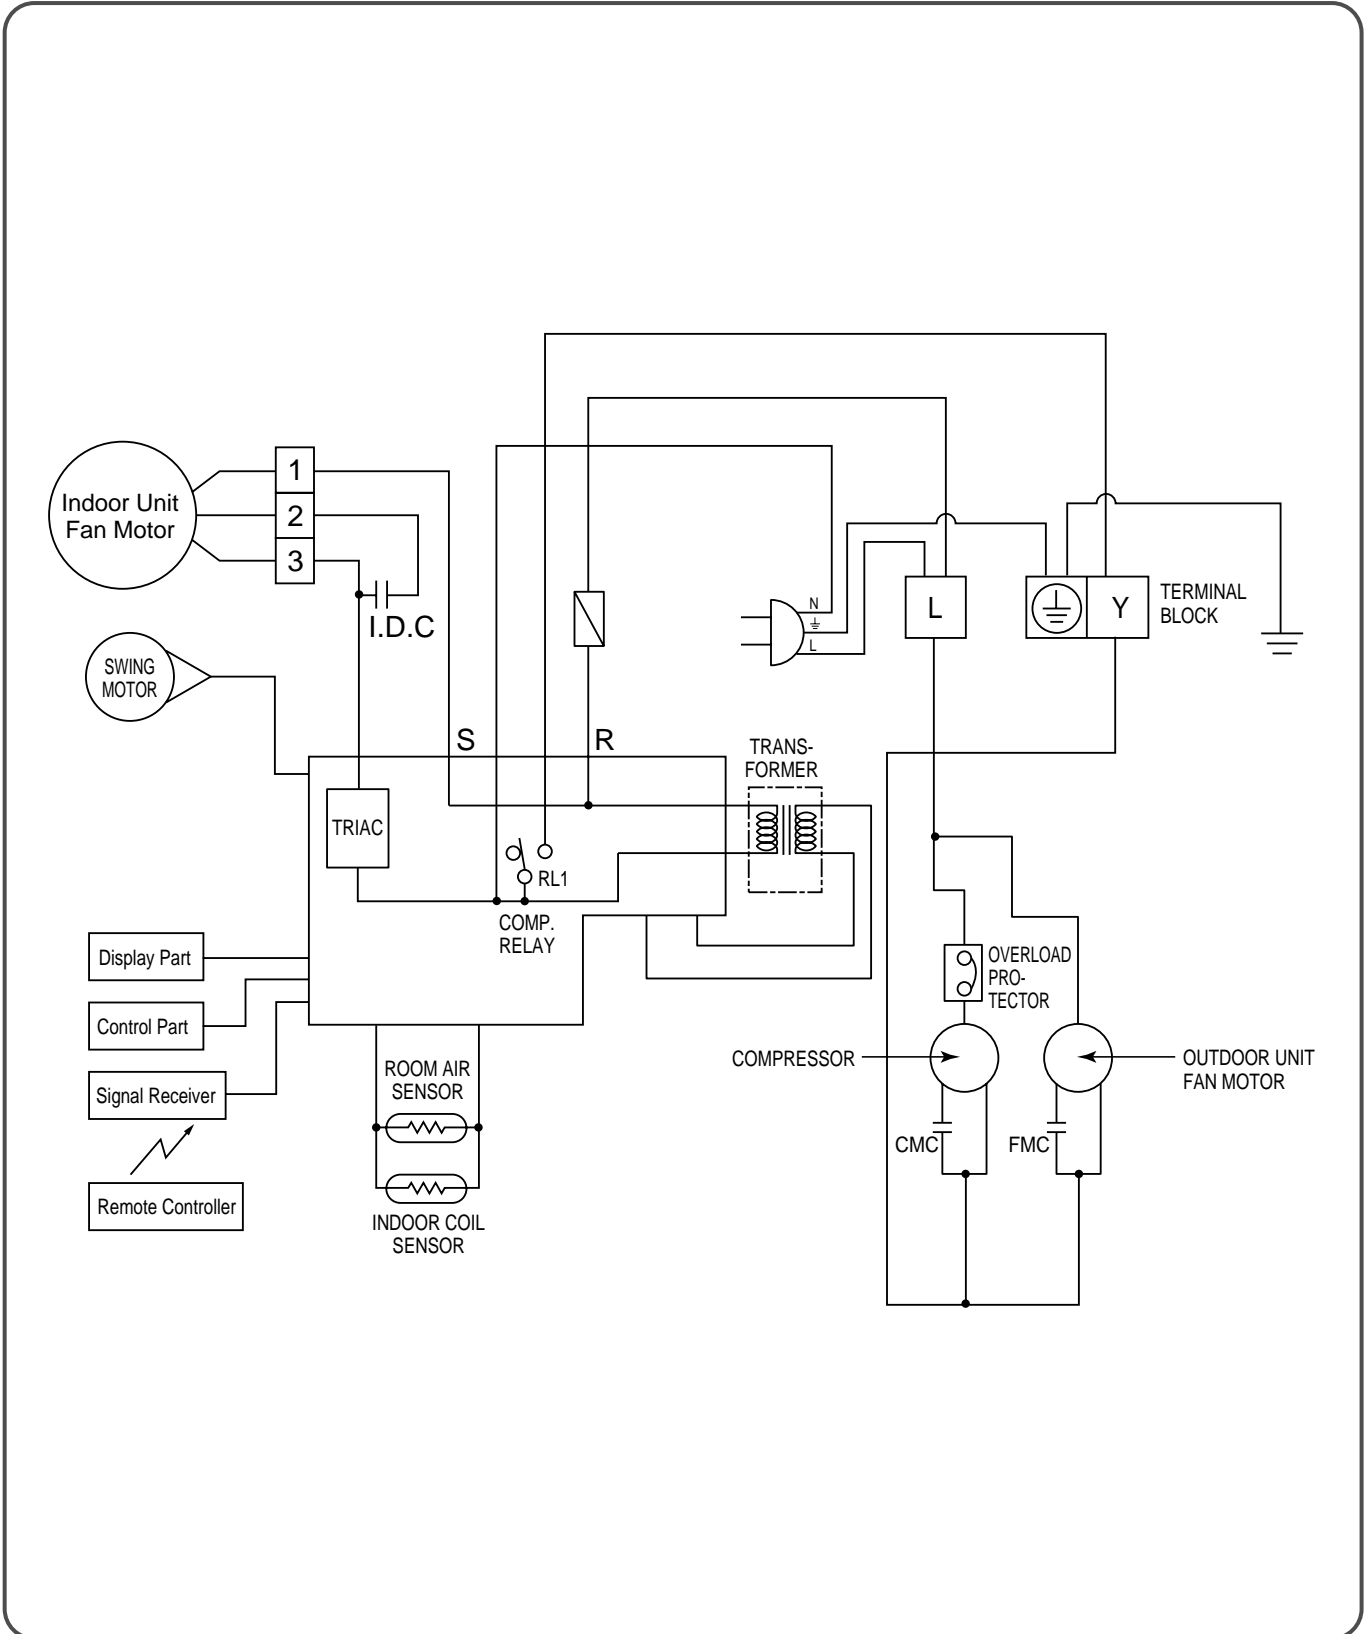 Indoor Unit
Fan Motor
1
2
3
I.D.C
N
L
L
Y
TERMINAL
BLOCK
SWING
MOTOR
S
R
TRANS-
FORMER
TRIAC
RL1
COMP.
RELAY
Display Part
Control Part
Signal Receiver
Remote Controller
ROOM AIR
SENSOR
INDOOR COIL
SENSOR
OVERLOAD
PRO-
TECTOR
COMPRESSOR
OUTDOOR UNIT
FAN MOTOR
CMC
FMC